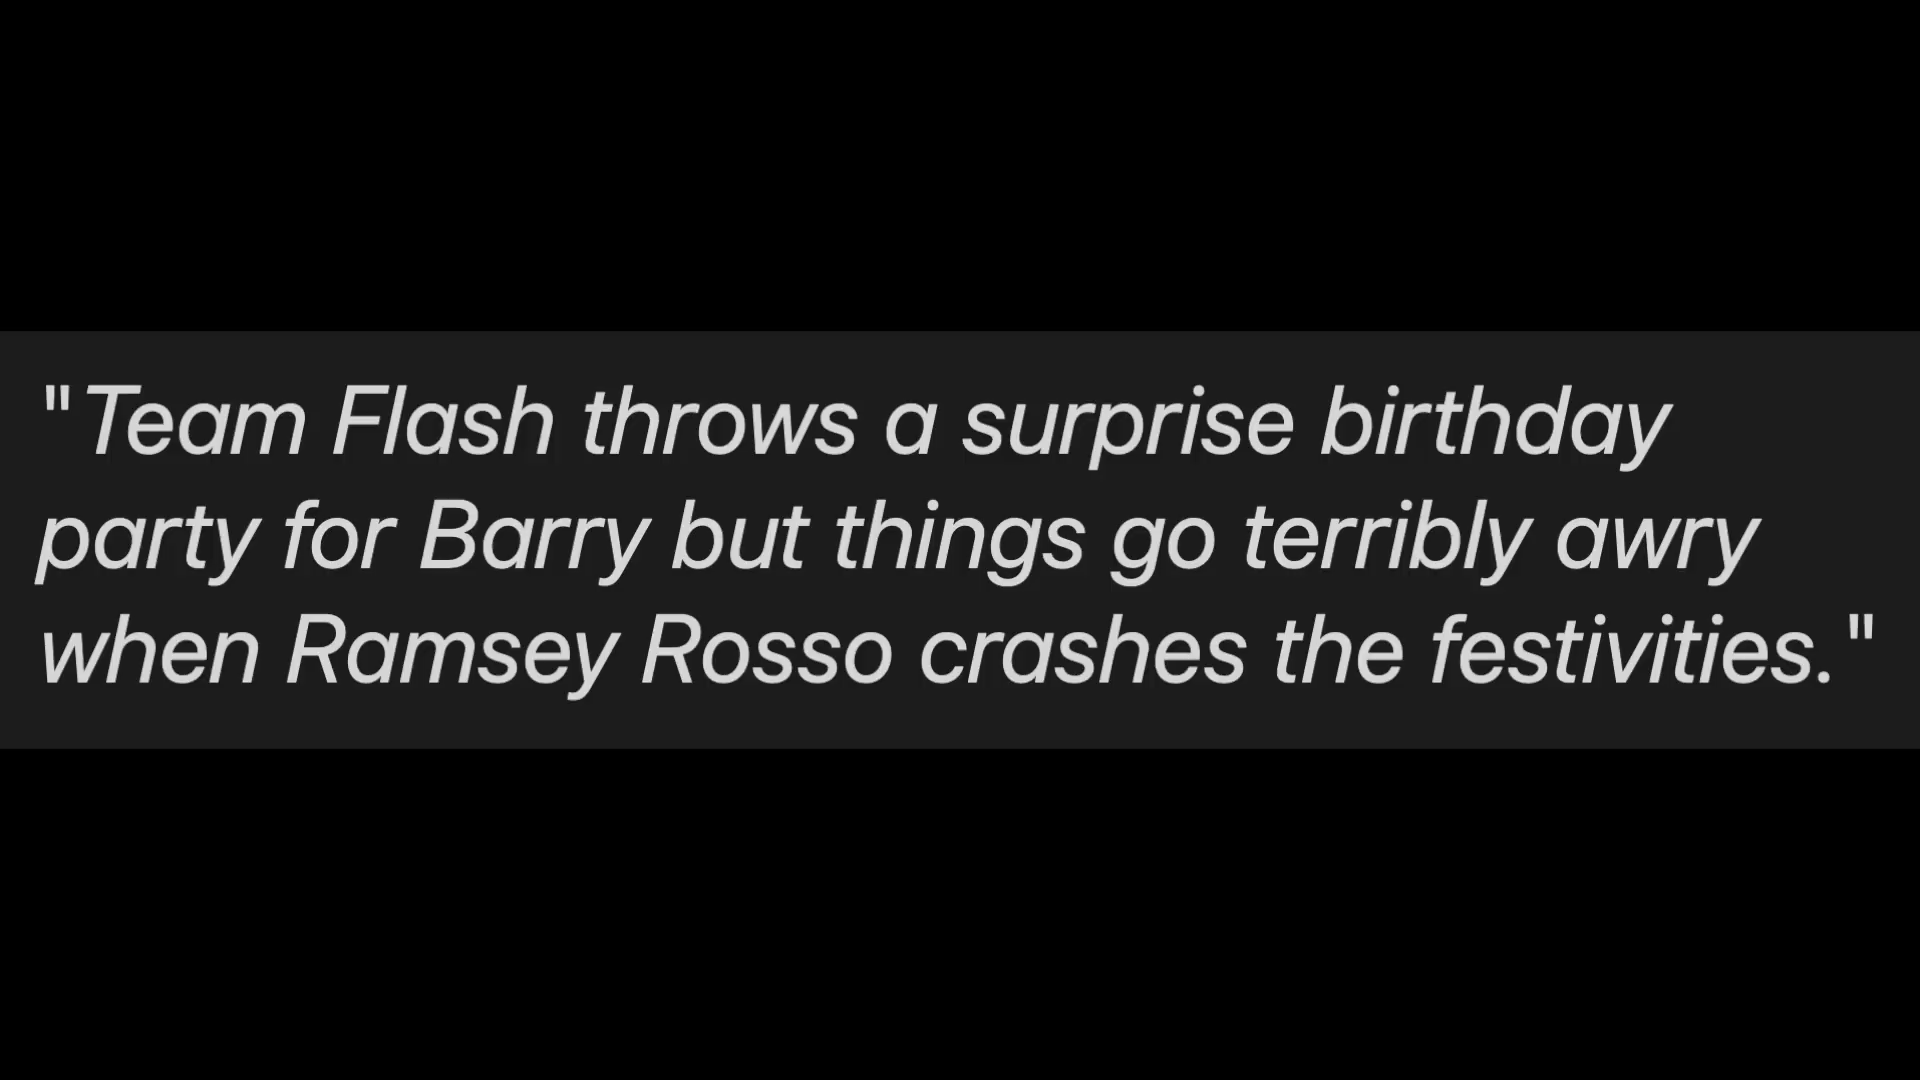 "Team Flash throws a surprise birthday
party for Barry but things go terribly awry
when Ramsey Rosso crashes the festivities."